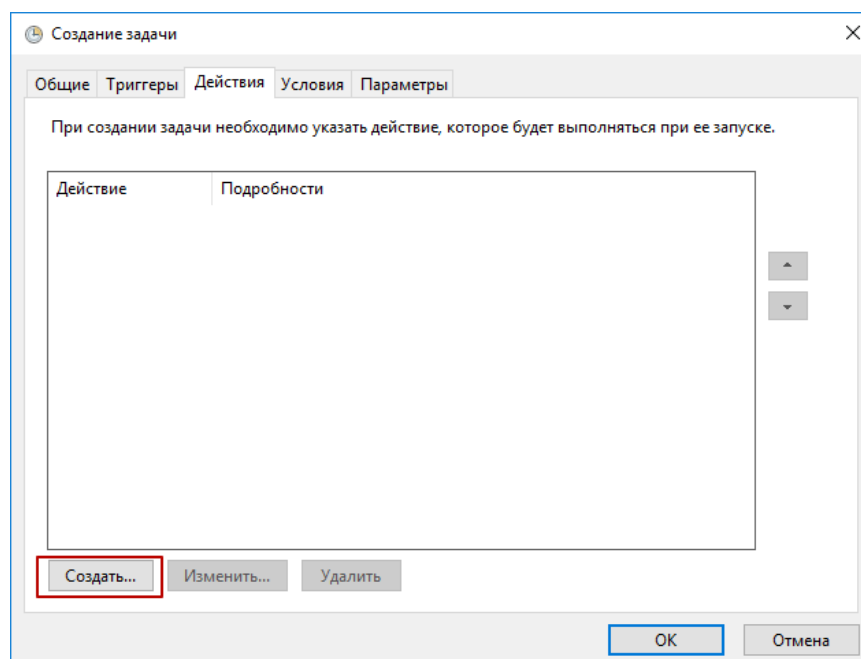 Создание задачи
Общие Триггеры Действия Условия Параметры
При создании задачи необходимо указать действие, которое будет выполняться при ее запуске.
Действие Подробности
Создать... Изменить... Удалить
ОК Отмена